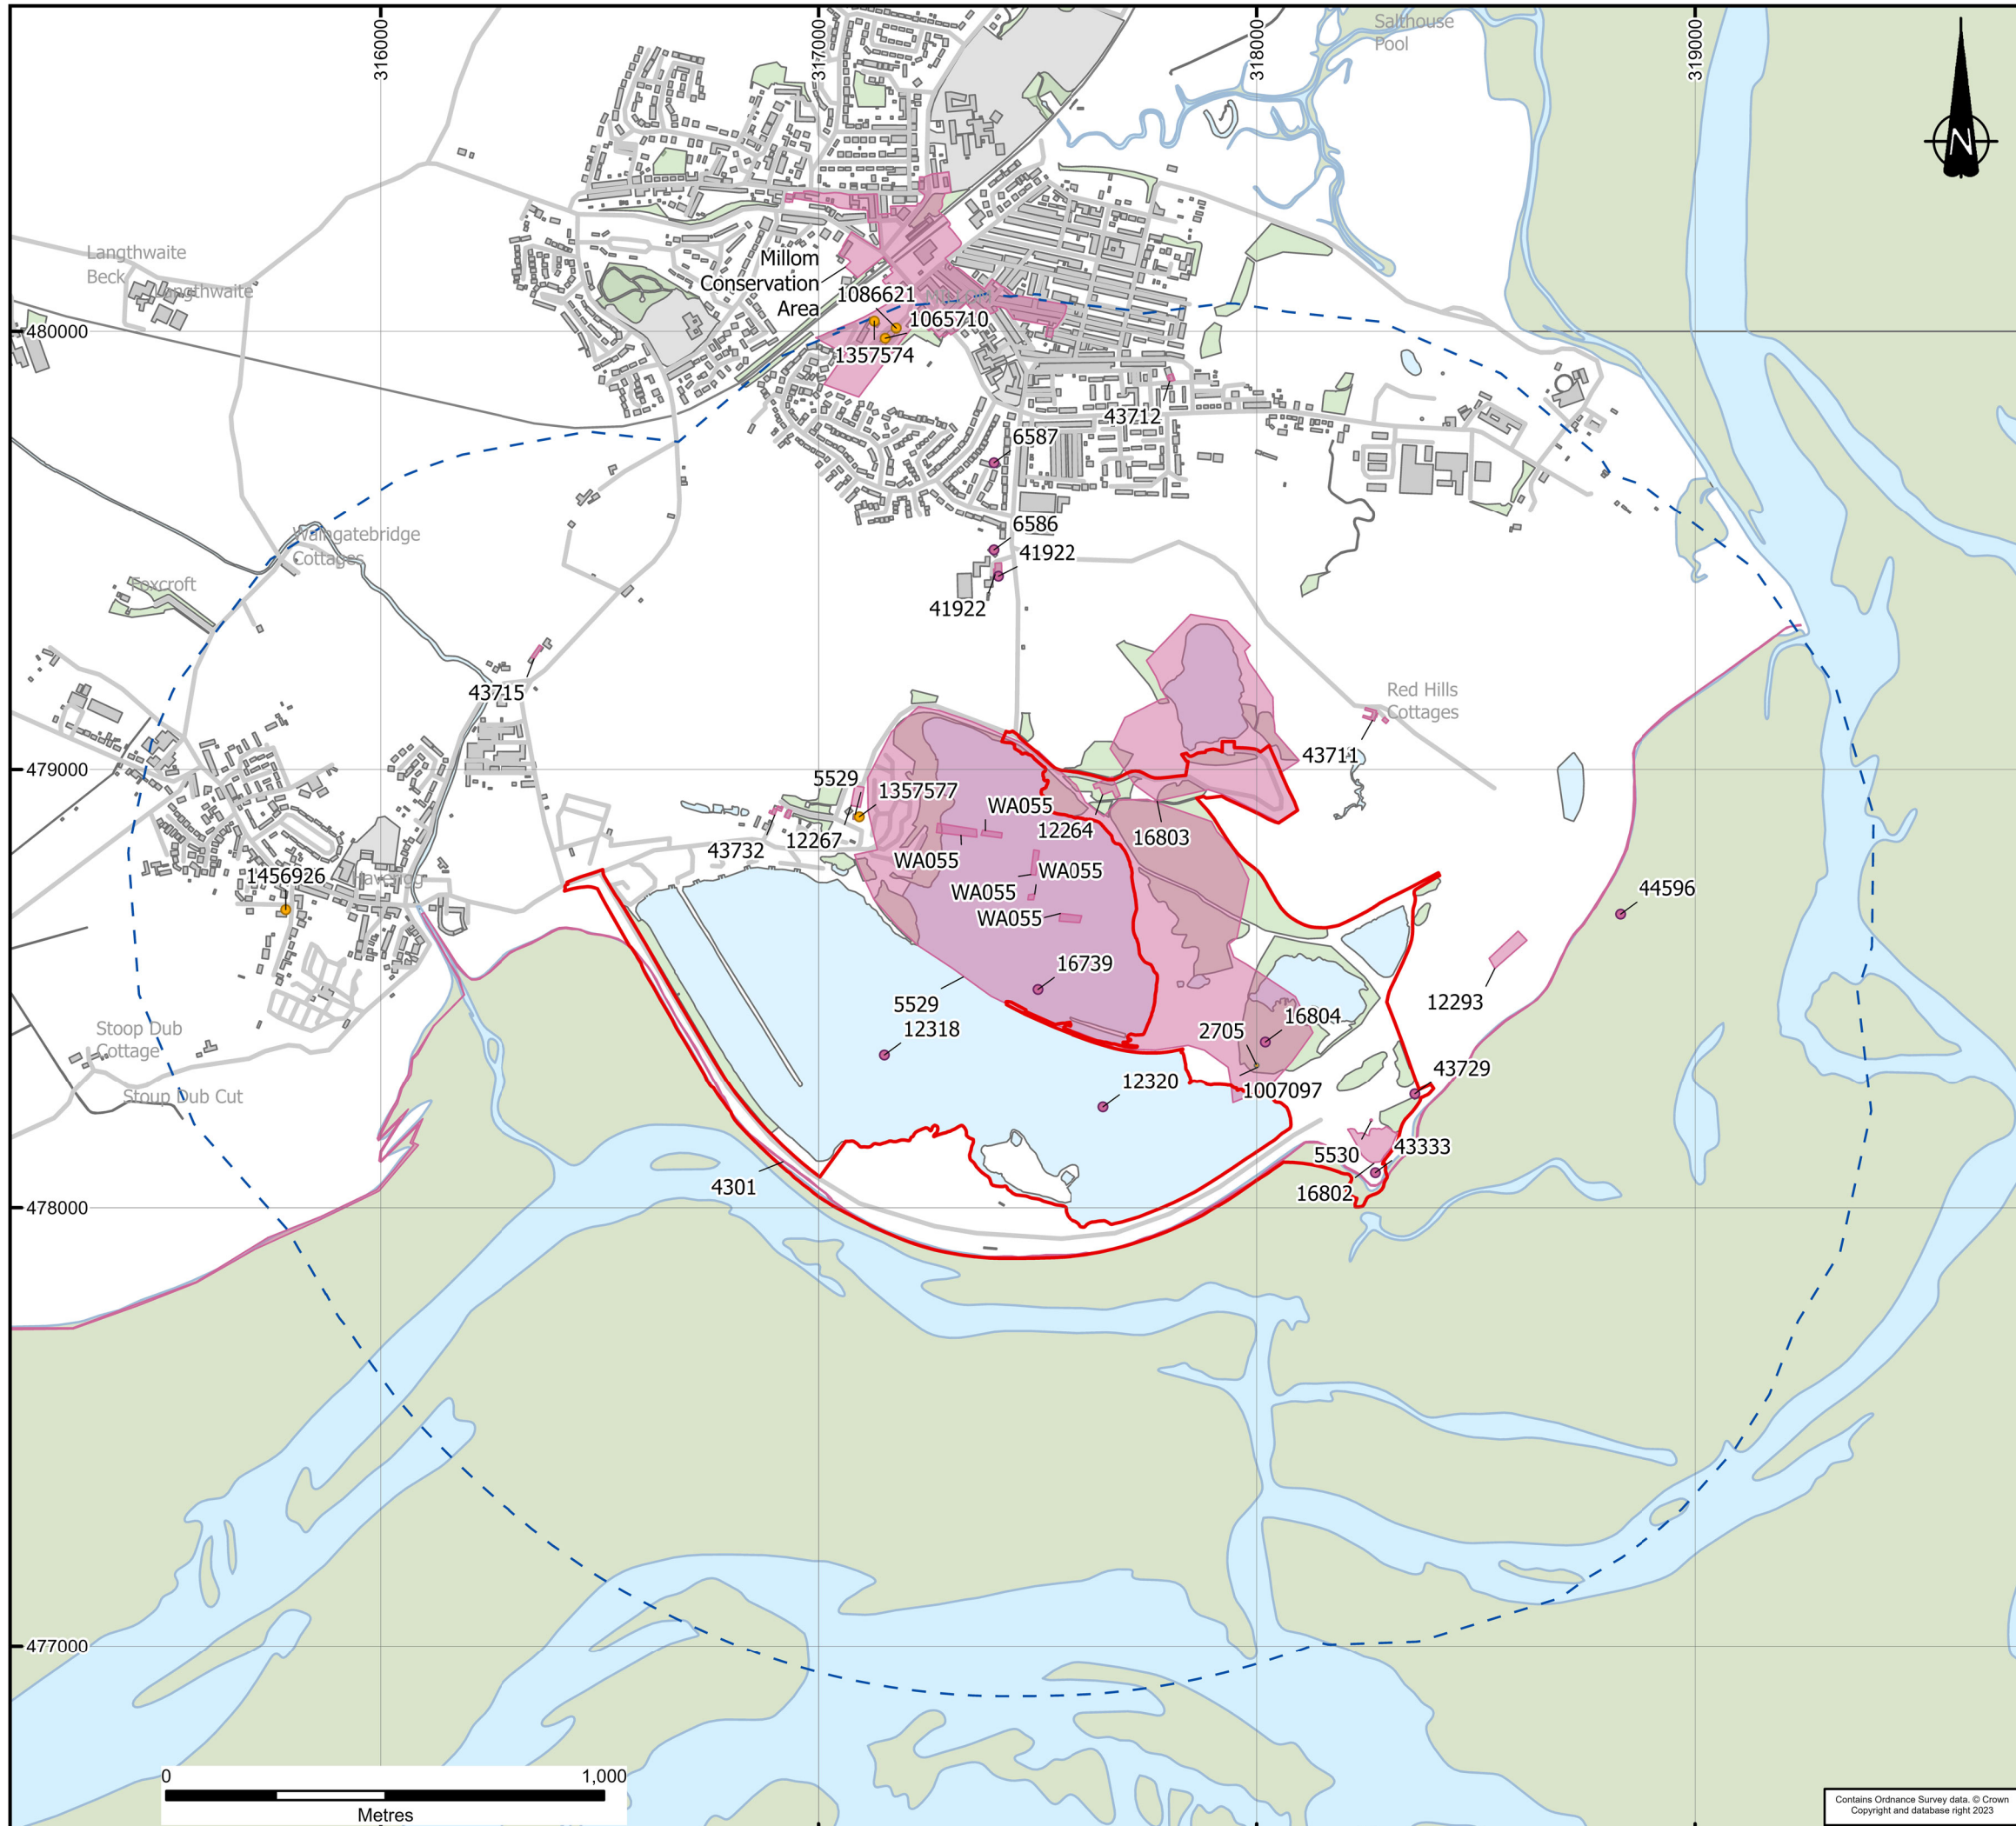 316000
317000
318000
319000
Salthouse
Pool
N
Langthwaite
Beck
Langthwaite
Millom
Conservation
Area
1086621
1065710
1357574
480000
43712
6587
6586
41922
41922
Waingatebridge
Cottages
Foxcroft
43715
Red Hills
Cottages
43711
479000
5529
1357577
WA055
12264
16803
12267
43732
WA055
WA055
WA055
WA055
1456926
Haverigg
44596
16739
5529
12318
12293
16804
2705
Stoop Dub
Cottage
Stoup Dub Cut
12320
1007097
43729
5530
43333
16802
4301
478000
477000
0
1,000
Metres
Contains Ordnance Survey data. © Crown
Copyright and database right 2023